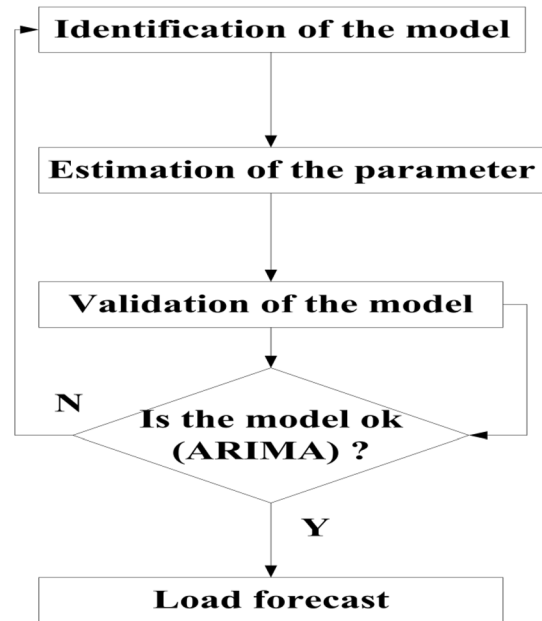 Identification of the model
Estimation of the parameter
Validation of the model
N
Is the model ok
(ARIMA) ?
Y
Load forecast